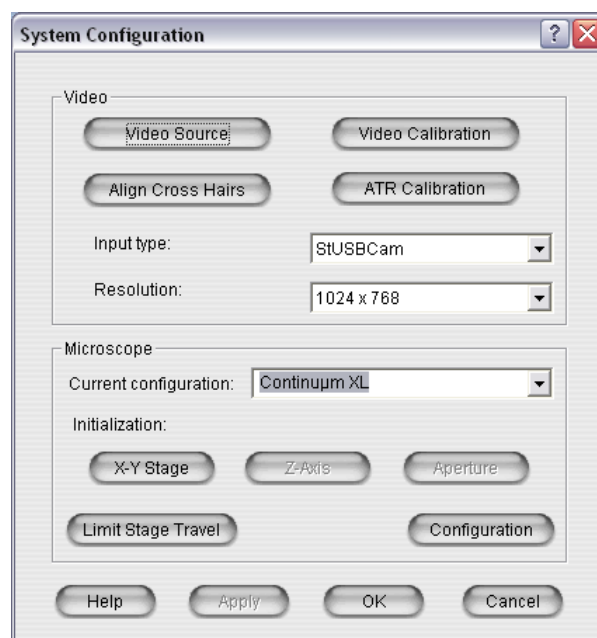 System Configuration
Video
Video Source
Video Calibration
Align Cross Hairs
ATR Calibration
Input type:
StUSBCam
Resolution:
1024 x 768
Microscope
Current configuration:
Continuµm XL
Initialization:
X-Y Stage
Z-Axis
Aperture
Limit Stage Travel
Configuration
Help
Apply
OK
Cancel